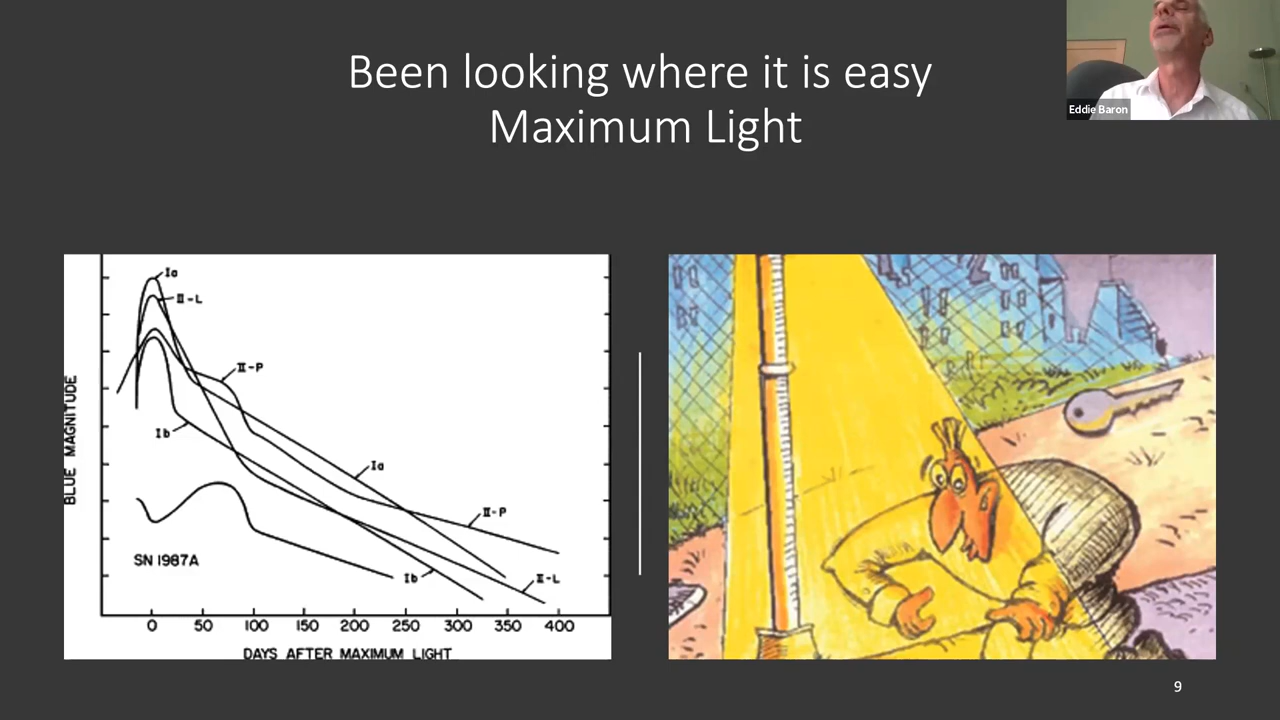 Been looking where it is easy
Maximum Light
Eddie Baron
Ia
II-L
II-P
Ib
Ia
II-P
SN 1987A
Ib
II-L
BLUE MAGNITUDE
0 50 100 150 200 250 300 350 400
DAYS AFTER MAXIMUM LIGHT
9